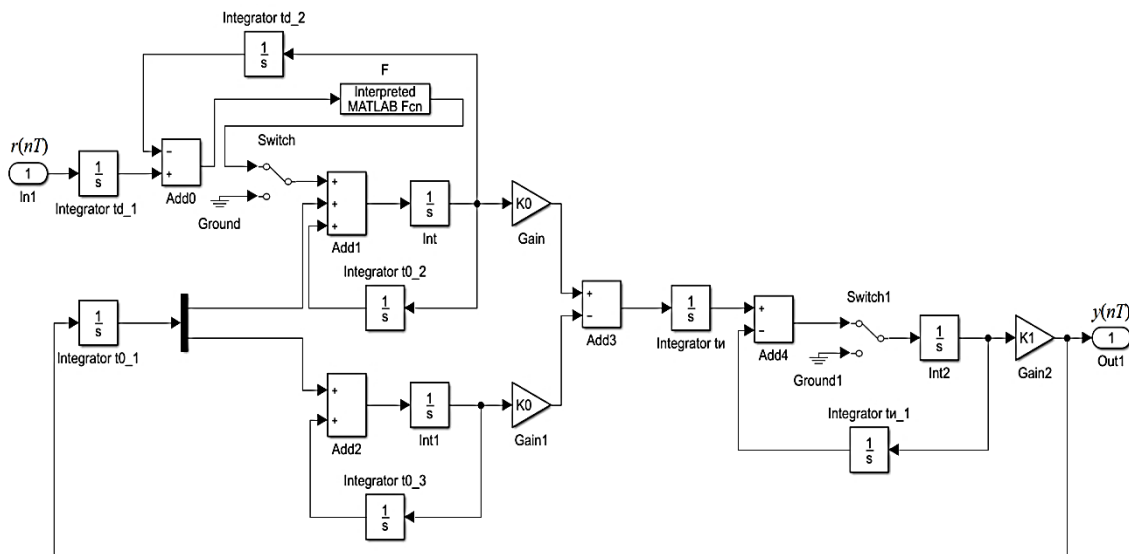 Integrator td_2
1
s
F
Interpreted
MATLAB Fcn
r(nT)
1
In1
1
s
Integrator td_1
−
+
Add0
Switch
Ground
+
+
+
Add1
1
s
Int
K0
Gain
Integrator t0_2
1
s
1
s
Integrator t0_1
+
+
Add2
1
s
Int1
K0
Gain1
Integrator t0_3
1
s
+
−
Add3
1
s
Integrator tи
+
−
Add4
Switch1
Ground1
1
s
Int2
K1
Gain2
y(nT)
1
Out1
1
s
Integrator tи_1